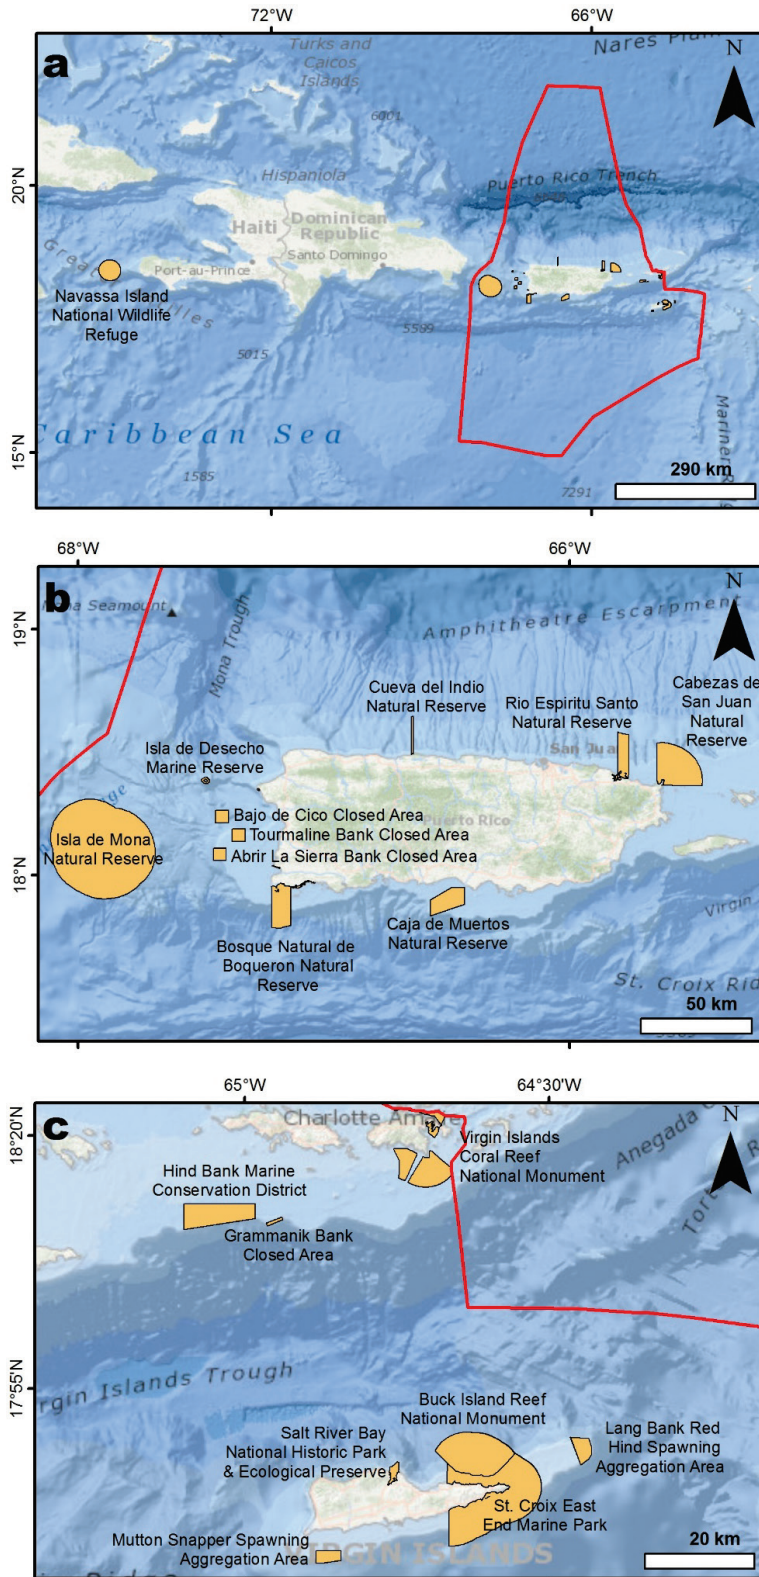 72°W
66°W
a
Turks and
Caicos
Islands
Nares Plain
N
6001
20°N
Hispaniola
Puerto Rico Trench
Haiti
Dominican
Republic
Port-au-Prince
Santo Domingo
Navassa Island
National Wildlife
Refuge
5589
5015
Caribbean Sea
15°N
1585
7291
290 km
68°W
66°W
b
Seamount
N
19°N
Mona Trough
Amphitheatre Escarpment
Cueva del Indio
Natural Reserve
Rio Espiritu Santo
Natural Reserve
Cabezas de
San Juan
Natural
Reserve
Isla de Desecho
Marine Reserve
San Juan
Bajo de Cico Closed Area
Puerto Rico
Tourmaline Bank Closed Area
Isla de Mona
Natural Reserve
Abrir La Sierra Bank Closed Area
18°N
Bosque Natural de
Boqueron Natural
Reserve
Caja de Muertos
Natural Reserve
Virgin
St. Croix Rid
50 km
65°W
64°30'W
c
Charlotte Amalie
N
18°20'N
Virgin Islands
Coral Reef
National Monument
Anegada
Hind Bank Marine
Conservation District
Grammanik Bank
Closed Area
17°55'N
rgin Islands Trough
Buck Island Reef
National Monument
Salt River Bay
National Historic Park
& Ecological Preserve
Lang Bank Red
Hind Spawning
Aggregation Area
St. Croix East
End Marine Park
Mutton Snapper Spawning
Aggregation Area
VIRGIN ISLANDS
20 km